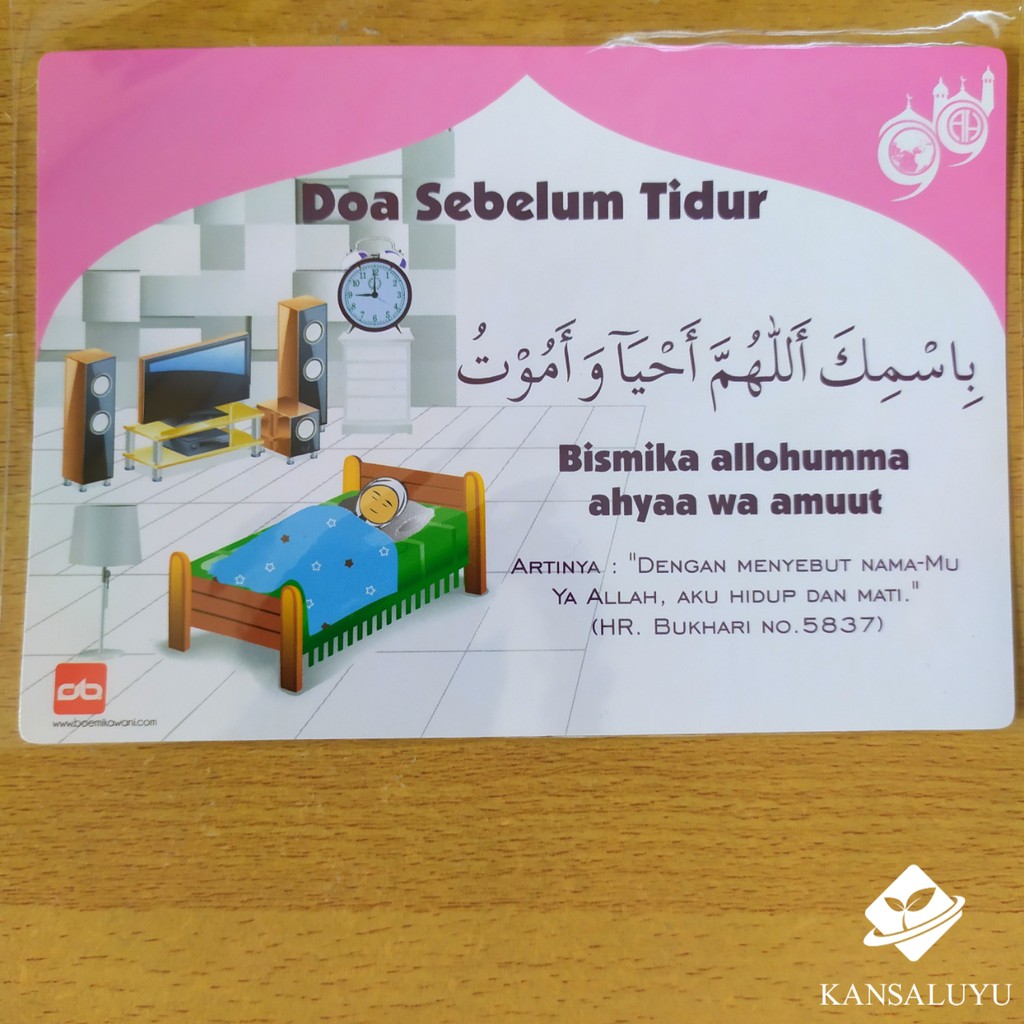 Doa Sebelum Tidur
بِاسْمِكَ أَللّٰهُمَّ أَحْيَآ وَ أَمُوْتُ
Bismika allohumma
ahyaa wa amuut
ARTINYA : "DENGAN MENYEBUT NAMA-MU
YA ALLAH, AKU HIDUP DAN MATI."
(HR. BUKHARI NO.5837)
www.boemikawani.com
KANSALUYU